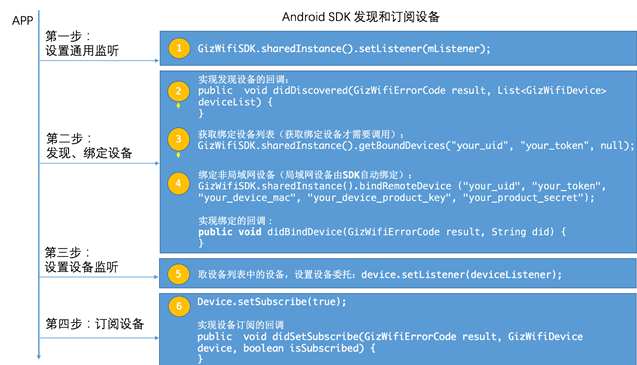 Android SDK 发现和订阅设备
APP
第一步：
设置通用监听
1
GizWifiSDK.sharedInstance().setListener(mListener);
第二步：
发现、绑定设备
2
实现发现设备的回调：
public void didDiscovered(GizWifiErrorCode result, List<GizWifiDevice>
deviceList) {
}
3
获取绑定设备列表（获取绑定设备才需要调用）：
GizWifiSDK.sharedInstance().getBoundDevices("your_uid", "your_token", null);
4
绑定非局域网设备（局域网设备由SDK自动绑定）：
GizWifiSDK.sharedInstance().bindRemoteDevice ("your_uid", "your_token",
"your_device_mac", "your_device_product_key", "your_product_secret");
实现绑定的回调：
public void didBindDevice(GizWifiErrorCode result, String did) {
}
第三步：
设置设备监听
5
取设备列表中的设备，设置设备委托：device.setListener(deviceListener);
第四步：订阅设备
6
Device.setSubscribe(true);
实现设备订阅的回调
public void didSetSubscribe(GizWifiErrorCode result, GizWifiDevice
device, boolean isSubscribed) {
}